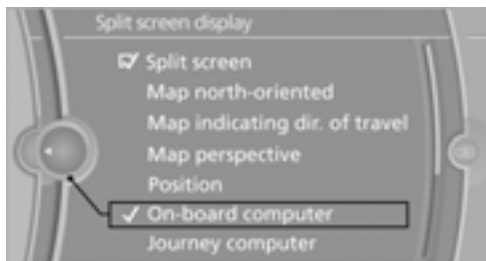 Split screen display
Split screen
Map north-oriented
Map indicating dir. of travel
Map perspective
Position
On-board computer
Journey computer